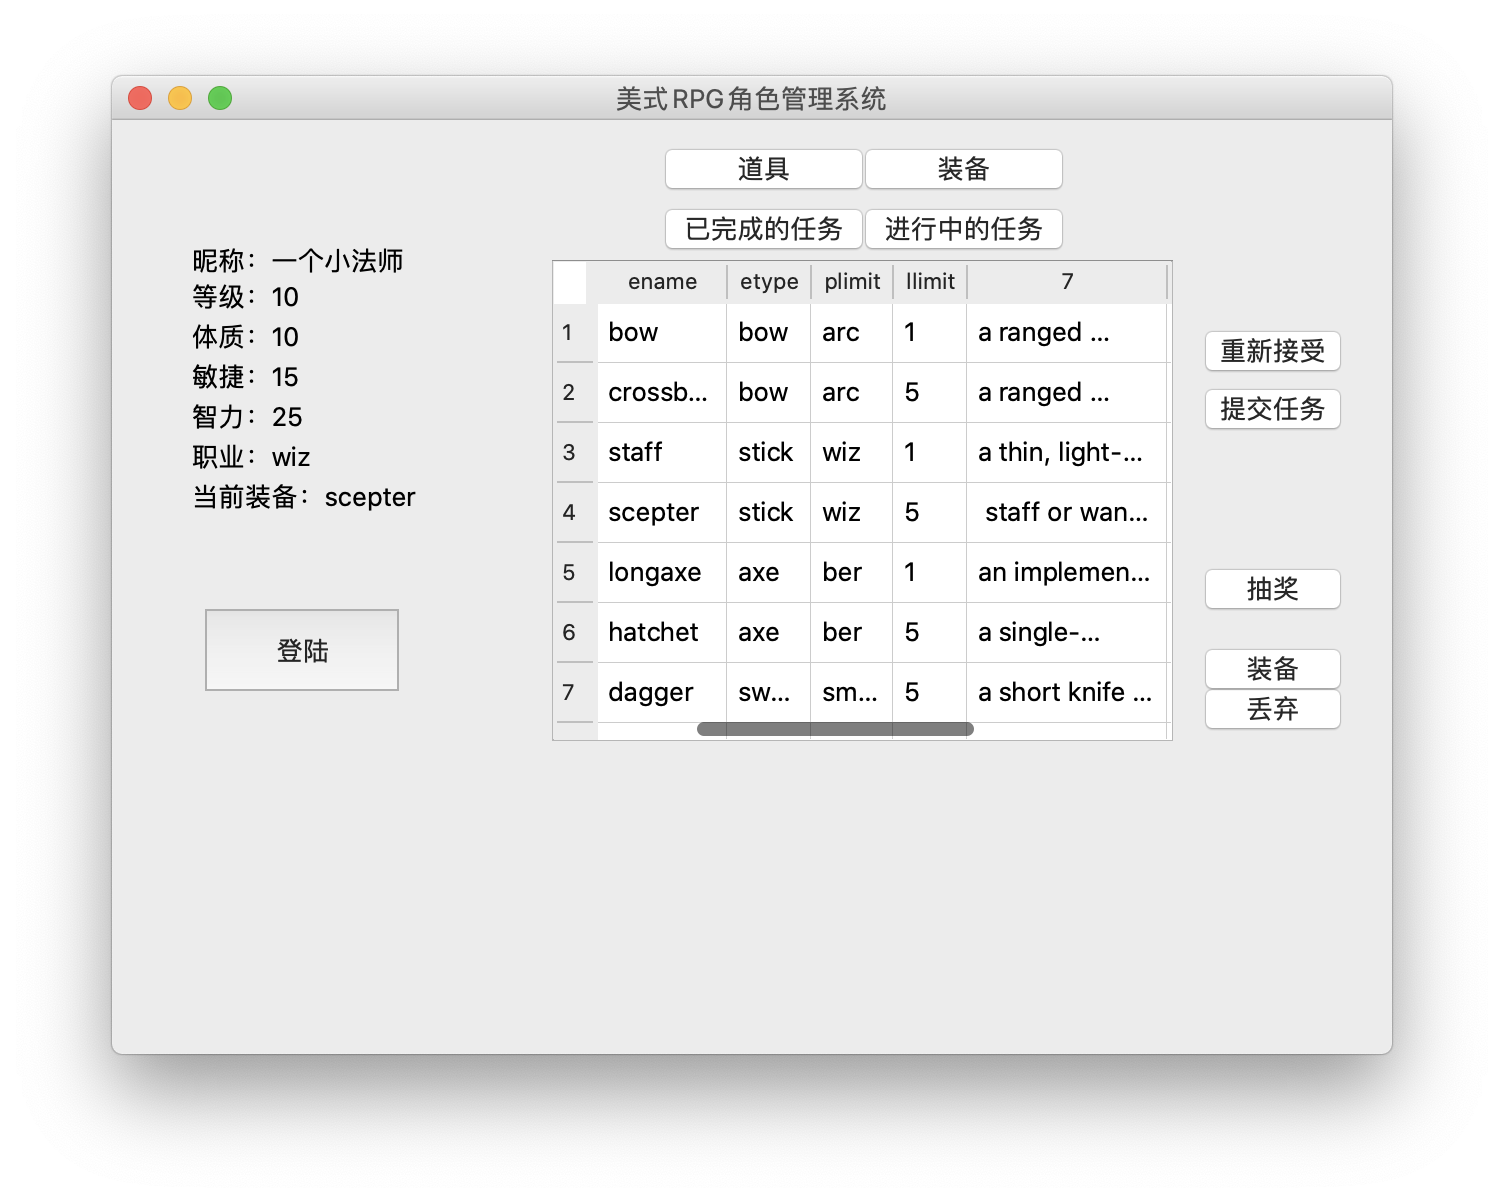 美式RPG角色管理系统
道具 装备
已完成的任务 进行中的任务
昵称：一个小法师
等级：10
体质：10
敏捷：15
智力：25
职业：wiz
当前装备：scepter
登陆
ename etype plimit llimit 7
1 bow bow arc 1 a ranged ...
2 crossb... bow arc 5 a ranged ...
3 staff stick wiz 1 a thin, light-...
4 scepter stick wiz 5 staff or wan...
5 longaxe axe ber 1 an implemen...
6 hatchet axe ber 5 a single-...
7 dagger sw... sm... 5 a short knife ...
重新接受
提交任务
抽奖
装备
丢弃